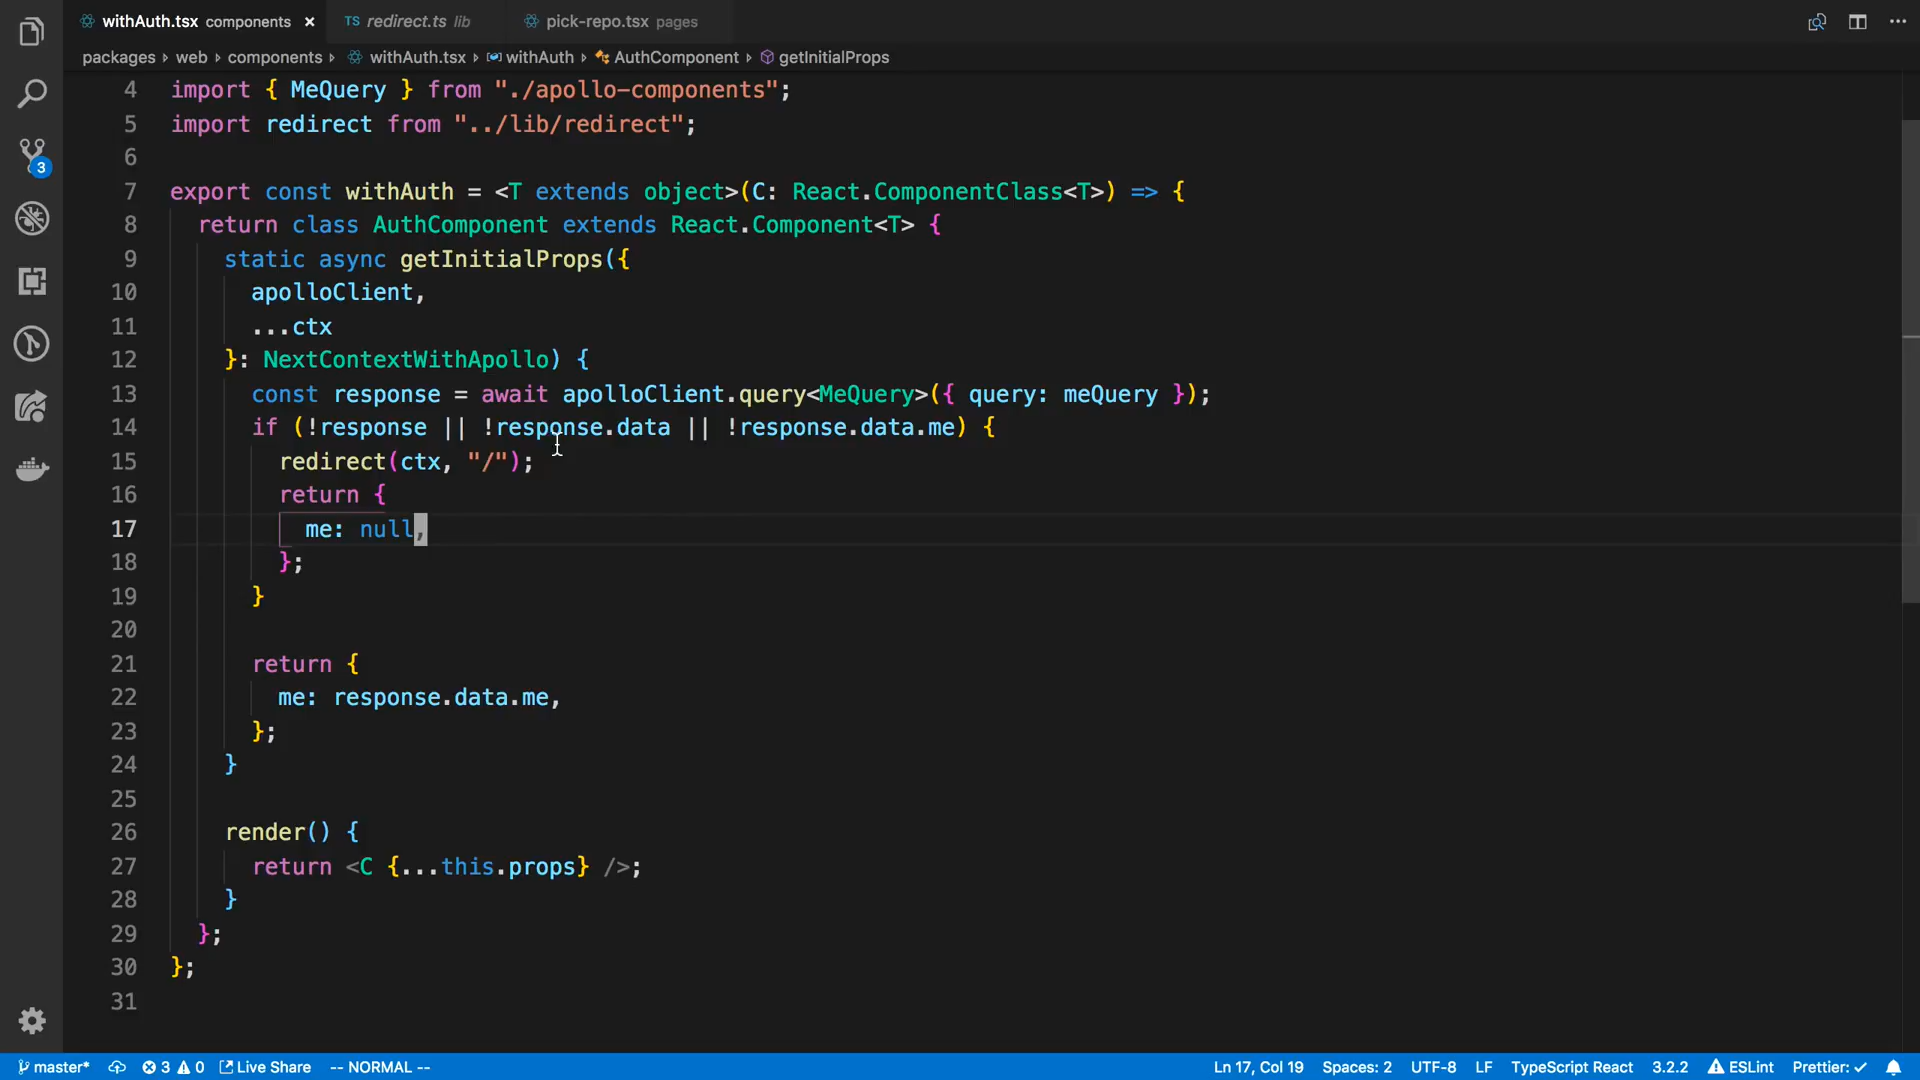 withAuth.tsx components × TS redirect.ts lib pick-repo.tsx pages
packages › web › components › withAuth.tsx › withAuth › AuthComponent › getInitialProps
4 import { MeQuery } from "./apollo-components";
5 import redirect from "../lib/redirect";
6
7 export const withAuth = <T extends object>(C: React.ComponentClass<T>) => {
8 return class AuthComponent extends React.Component<T> {
9 static async getInitialProps({
10 apolloClient,
11 ...ctx
12 }: NextContextWithApollo) {
13 const response = await apolloClient.query<MeQuery>({ query: meQuery });
14 if (!response || !response.data || !response.data.me) {
15 redirect(ctx, "/");
16 return {
17 me: null,
18 };
19 }
20
21 return {
22 me: response.data.me,
23 };
24 }
25
26 render() {
27 return <C {...this.props} />;
28 }
29 };
30 };
31
3
master* 3 0 Live Share -- NORMAL -- Ln 17, Col 19 Spaces: 2 UTF-8 LF TypeScript React 3.2.2 ESLint Prettier: ✓